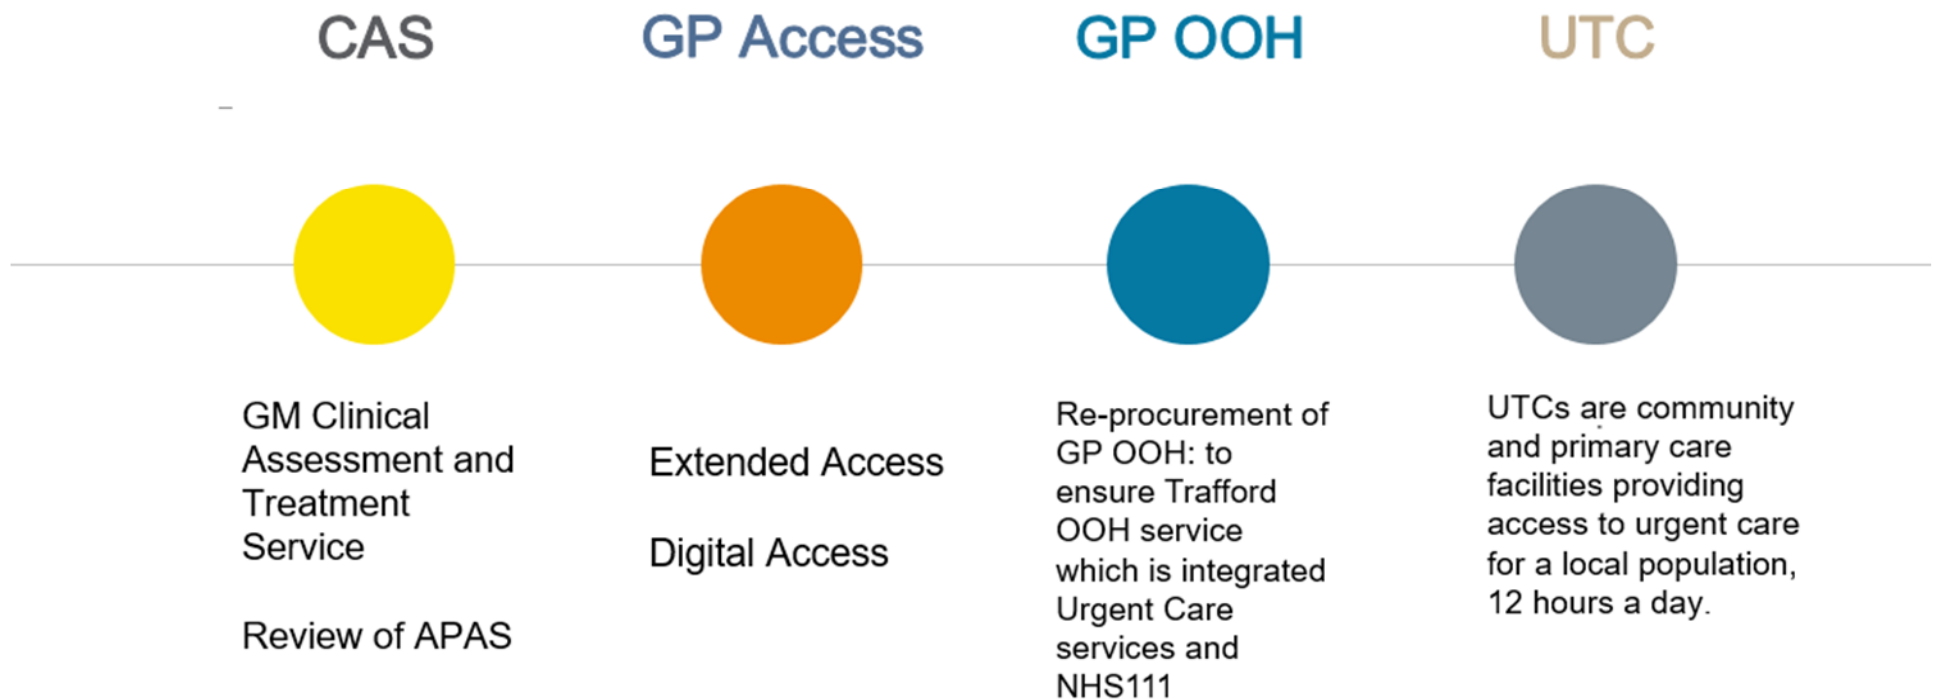 CAS
GP Access
GP OOH
UTC
GM Clinical
Assessment and
Treatment
Service
Review of APAS
Extended Access
Digital Access
Re-procurement of
GP OOH: to
ensure Trafford
OOH service
which is integrated
Urgent Care
services and
NHS111
UTCs are community
and primary care
facilities providing
access to urgent care
for a local population,
12 hours a day.